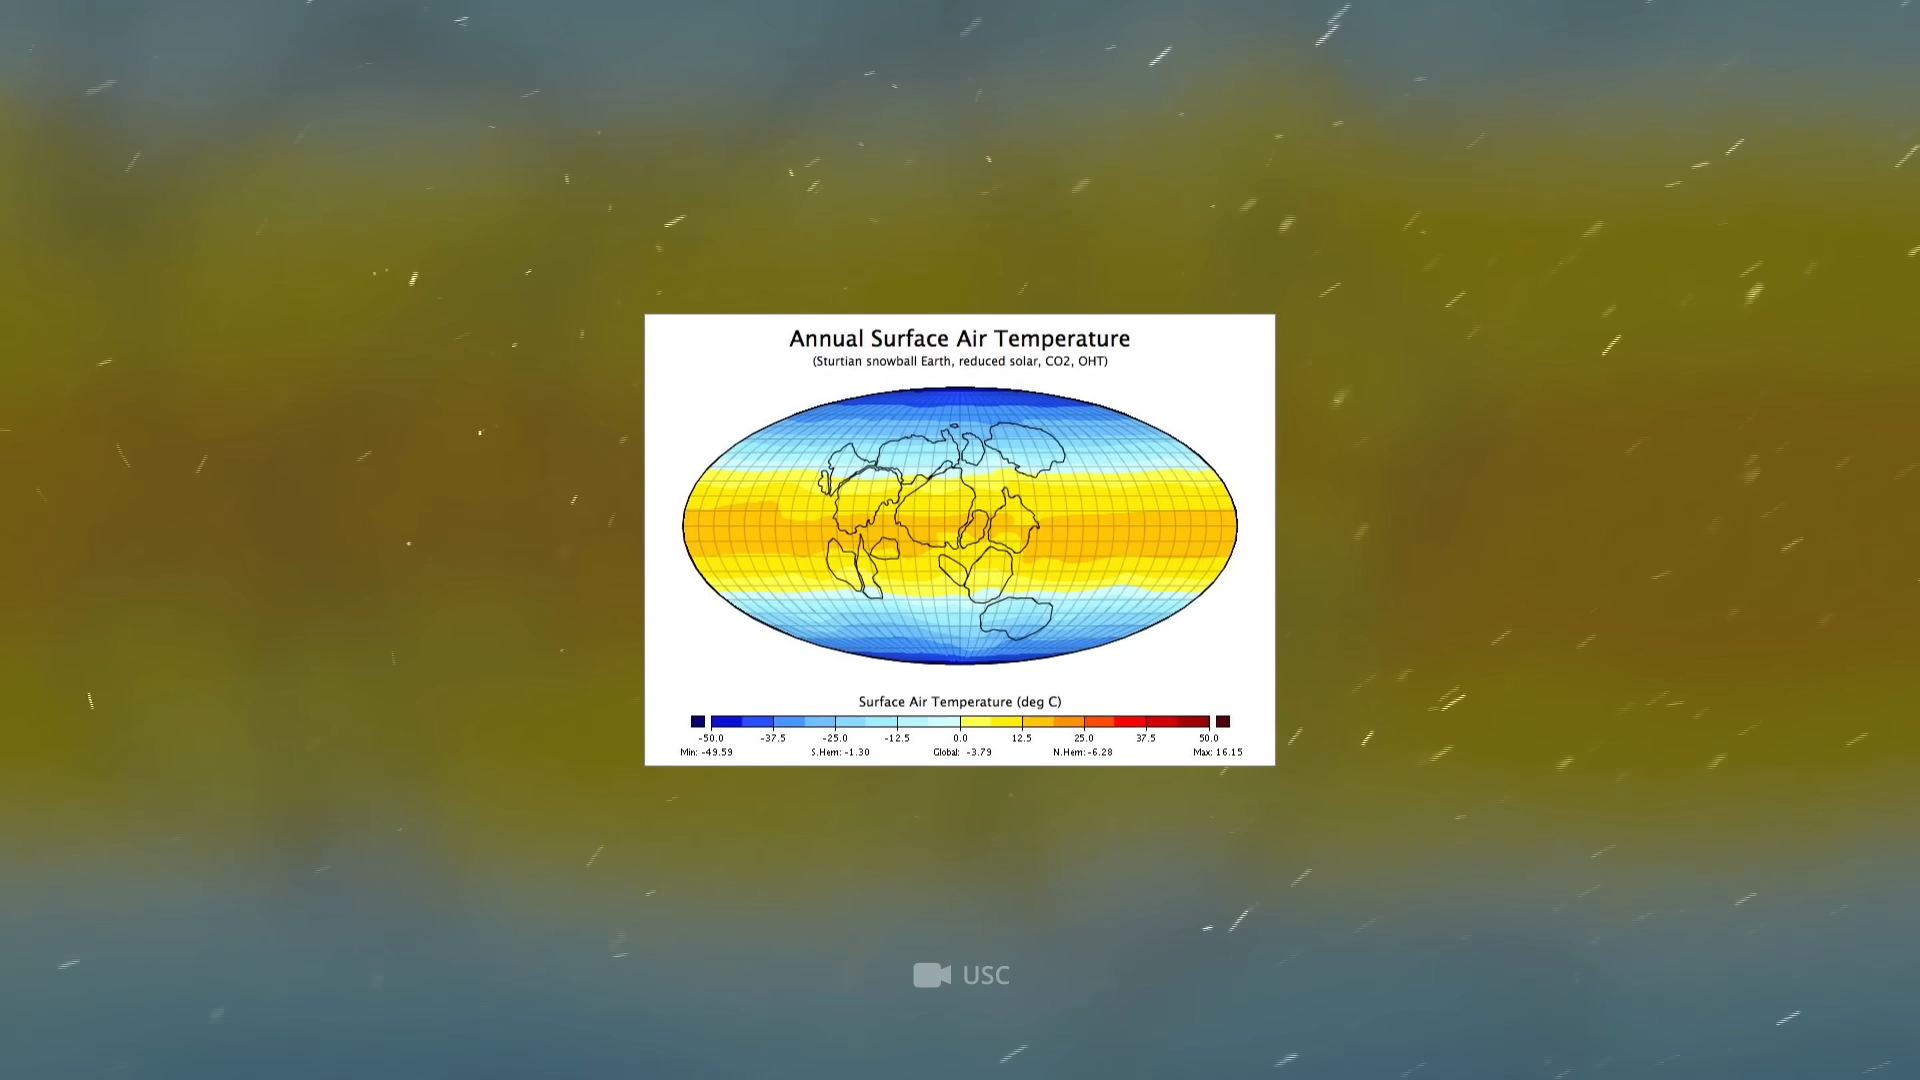 Annual Surface Air Temperature
(Sturtian snowball Earth, reduced solar, CO2, OHT)
Surface Air Temperature (deg C)
-50.0 -37.5 -25.0 -12.5 0.0 12.5 25.0 37.5 50.0
Min: -49.59 S.Hem: -1.30 Global: -3.79 N.Hem: -6.28 Max: 16.15
USC